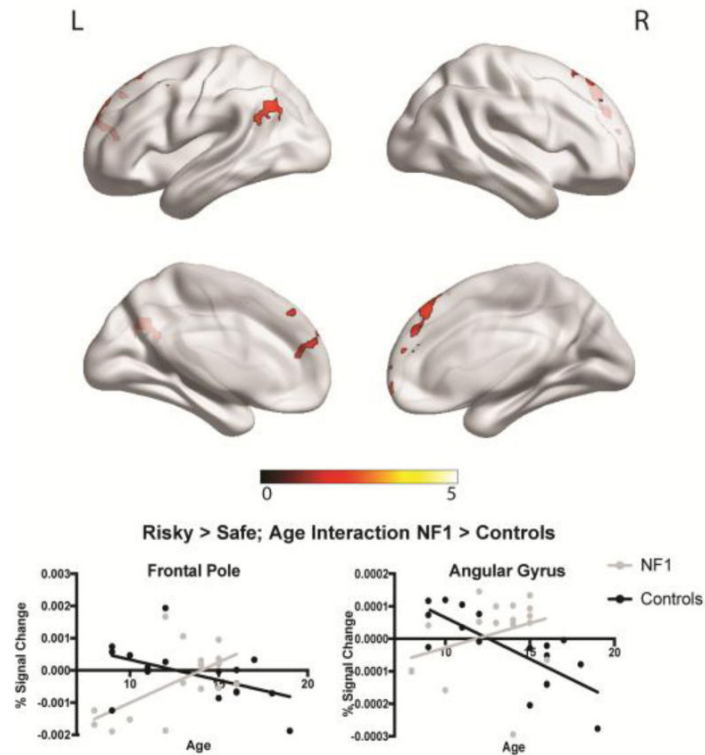 L
R
0
5
Risky > Safe; Age Interaction NF1 > Controls
NF1
Controls
Frontal Pole
0.003
0.002
0.001
0.000
-0.001
-0.002
10
15
20
% Signal Change
Age
Angular Gyrus
0.0002
0.0001
0.0000
-0.0001
-0.0002
-0.0003
10
15
20
% Signal Change
Age